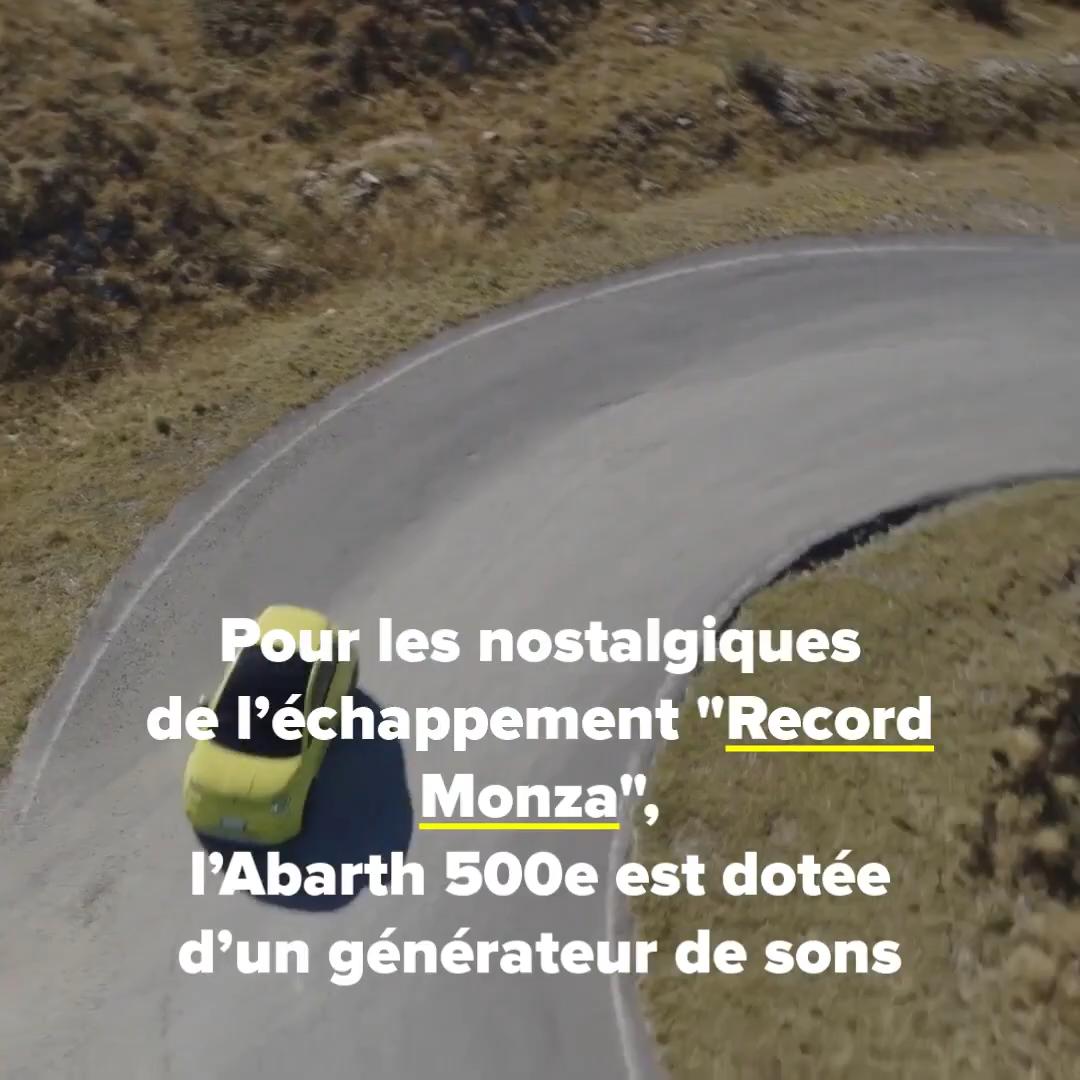 Pour les nostalgiques
de l’échappement "Record
Monza",
l’Abarth 500e est dotée
d’un générateur de sons